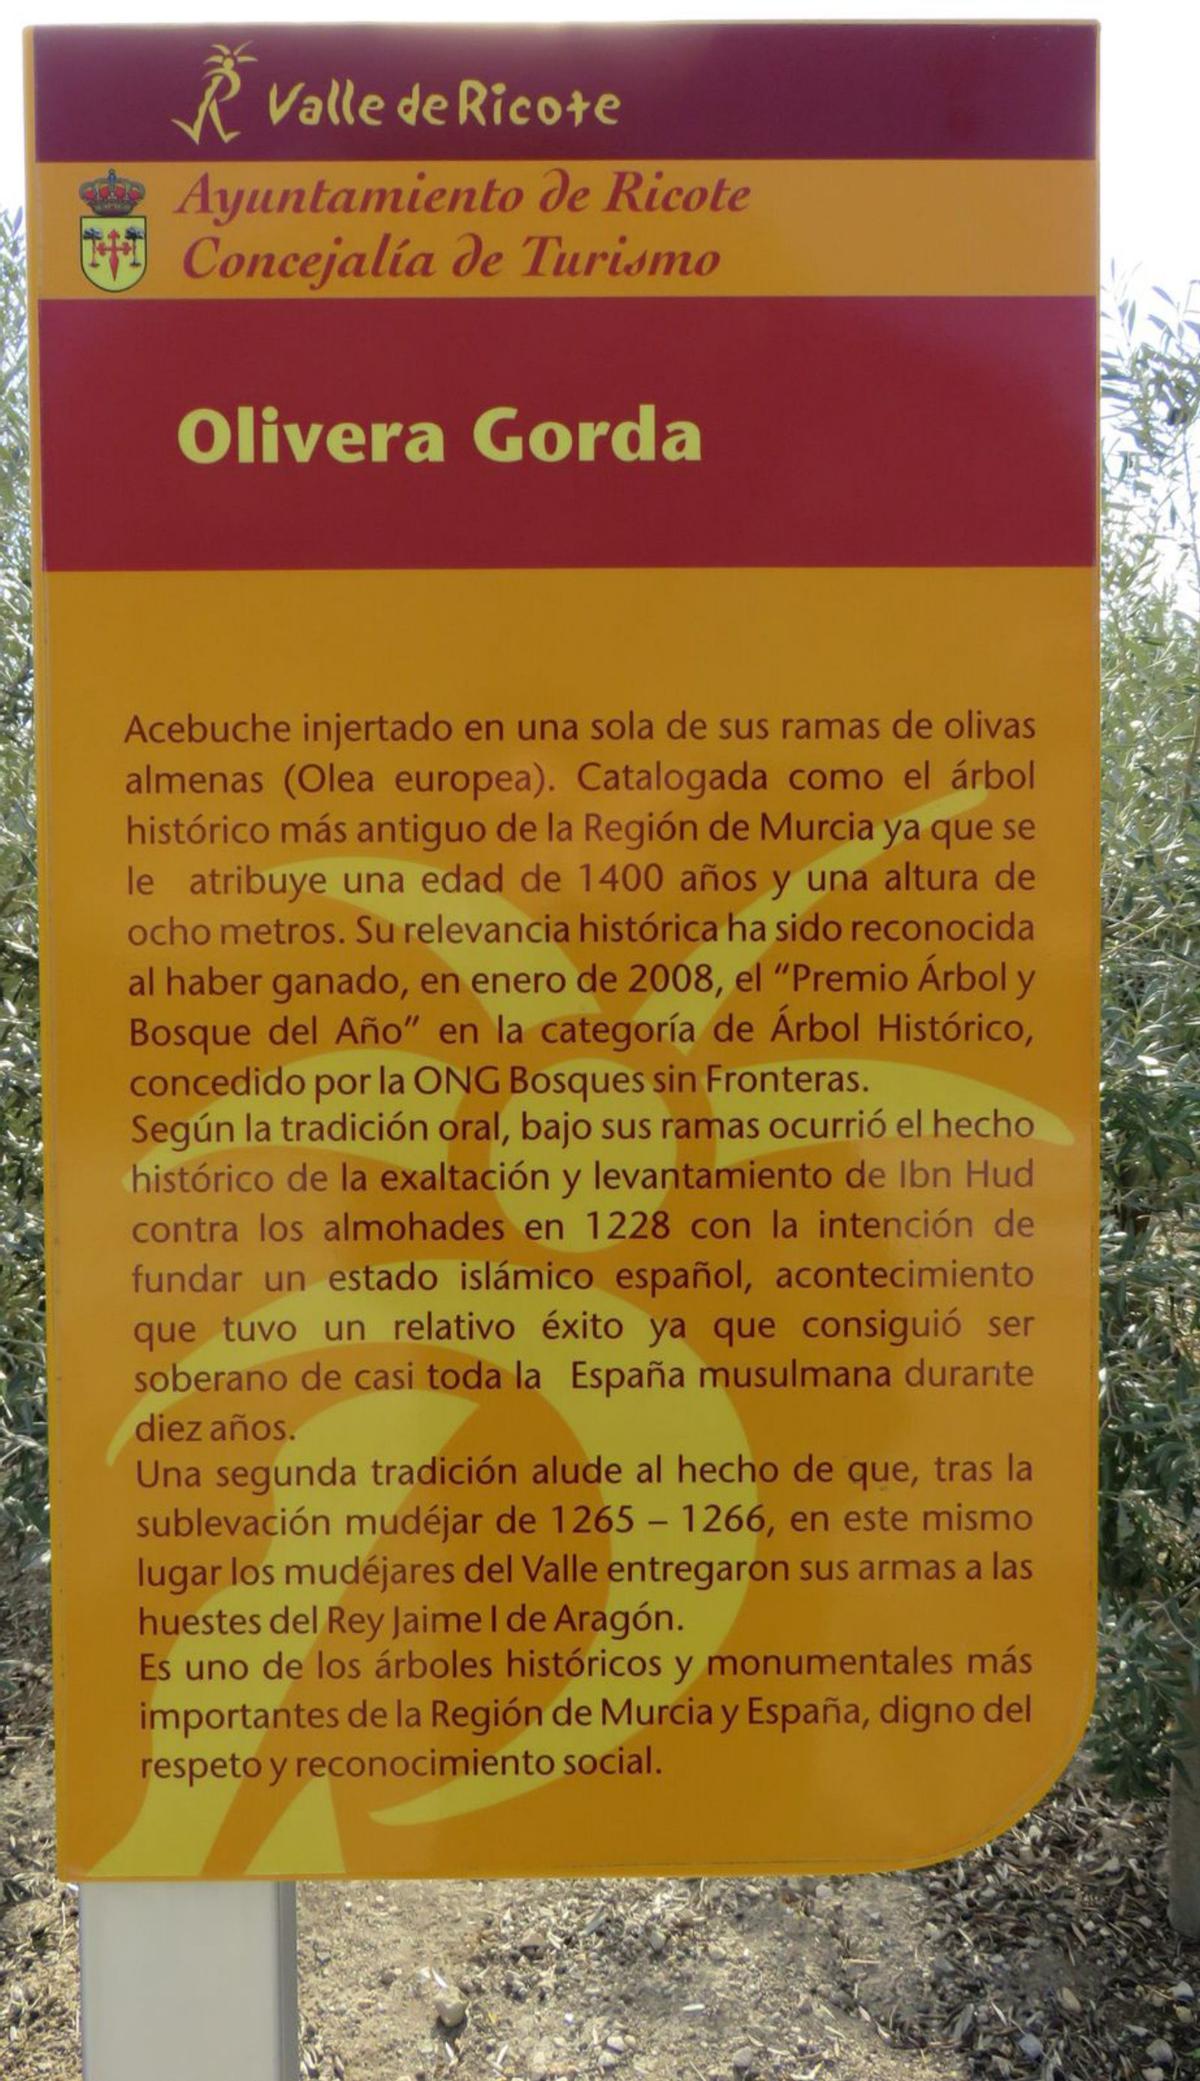 Valle de Ricote
Ayuntamiento de Ricote
Concejalía de Turismo
Olivera Gorda
Acebuche injertado en una sola de sus ramas de olivas
almenas (Olea europea). Catalogada como el árbol
histórico más antiguo de la Región de Murcia ya que se
le atribuye una edad de 1400 años y una altura de
ocho metros. Su relevancia histórica ha sido reconocida
al haber ganado, en enero de 2008, el “Premio Árbol y
Bosque del Año” en la categoría de Árbol Histórico,
concedido por la ONG Bosques sin Fronteras.
Según la tradición oral, bajo sus ramas ocurrió el hecho
histórico de la exaltación y levantamiento de Ibn Hud
contra los almohades en 1228 con la intención de
fundar un estado islámico español, acontecimiento
que tuvo un relativo éxito ya que consiguió ser
soberano de casi toda la España musulmana durante
diez años.
Una segunda tradición alude al hecho de que, tras la
sublevación mudéjar de 1265 – 1266, en este mismo
lugar los mudéjares del Valle entregaron sus armas a las
huestes del Rey Jaime I de Aragón.
Es uno de los árboles históricos y monumentales más
importantes de la Región de Murcia y España, digno del
respeto y reconocimiento social.